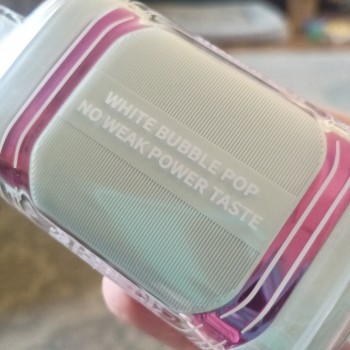 WHITE BUBBLE POP
NO WEAK POWER TASTE